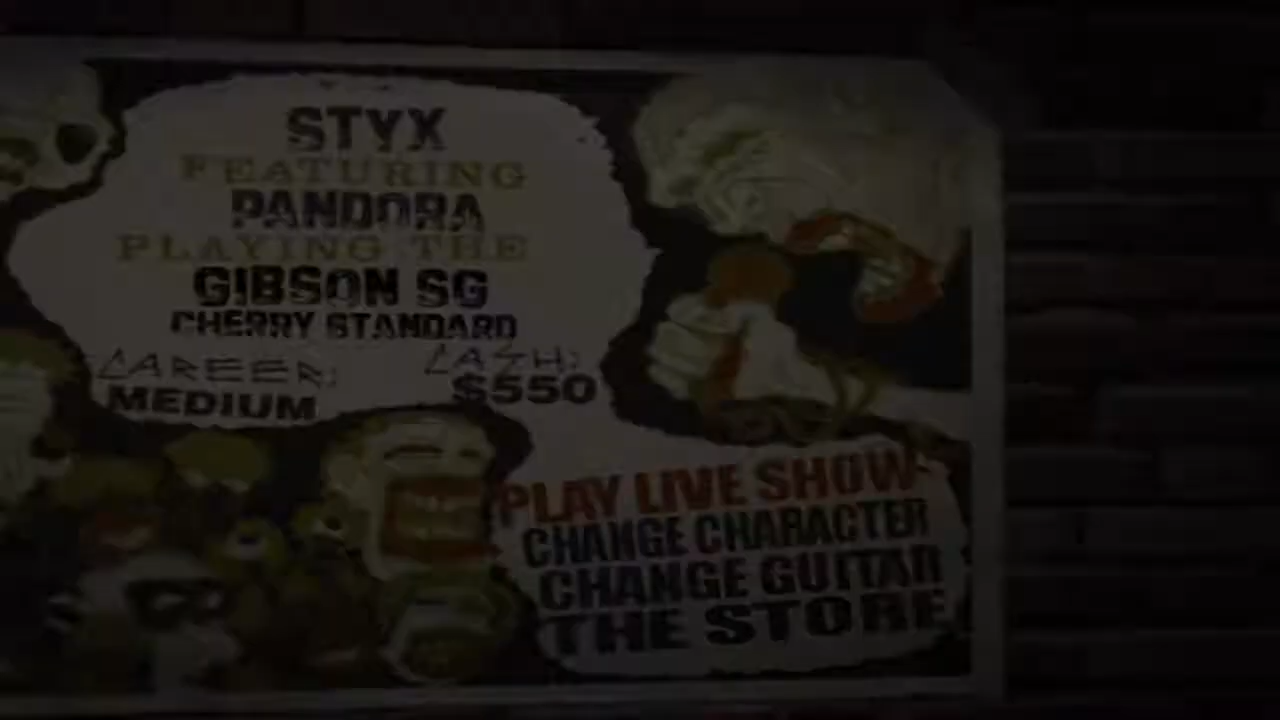 STYX
FEATURING
PANDORA
PLAYING THE
GIBSON SG
CHERRY STANDARD
CAREER:
MEDIUM
CASH:
$550
PLAY LIVE SHOW
CHANGE CHARACTER
CHANGE GUITAR
THE STORE